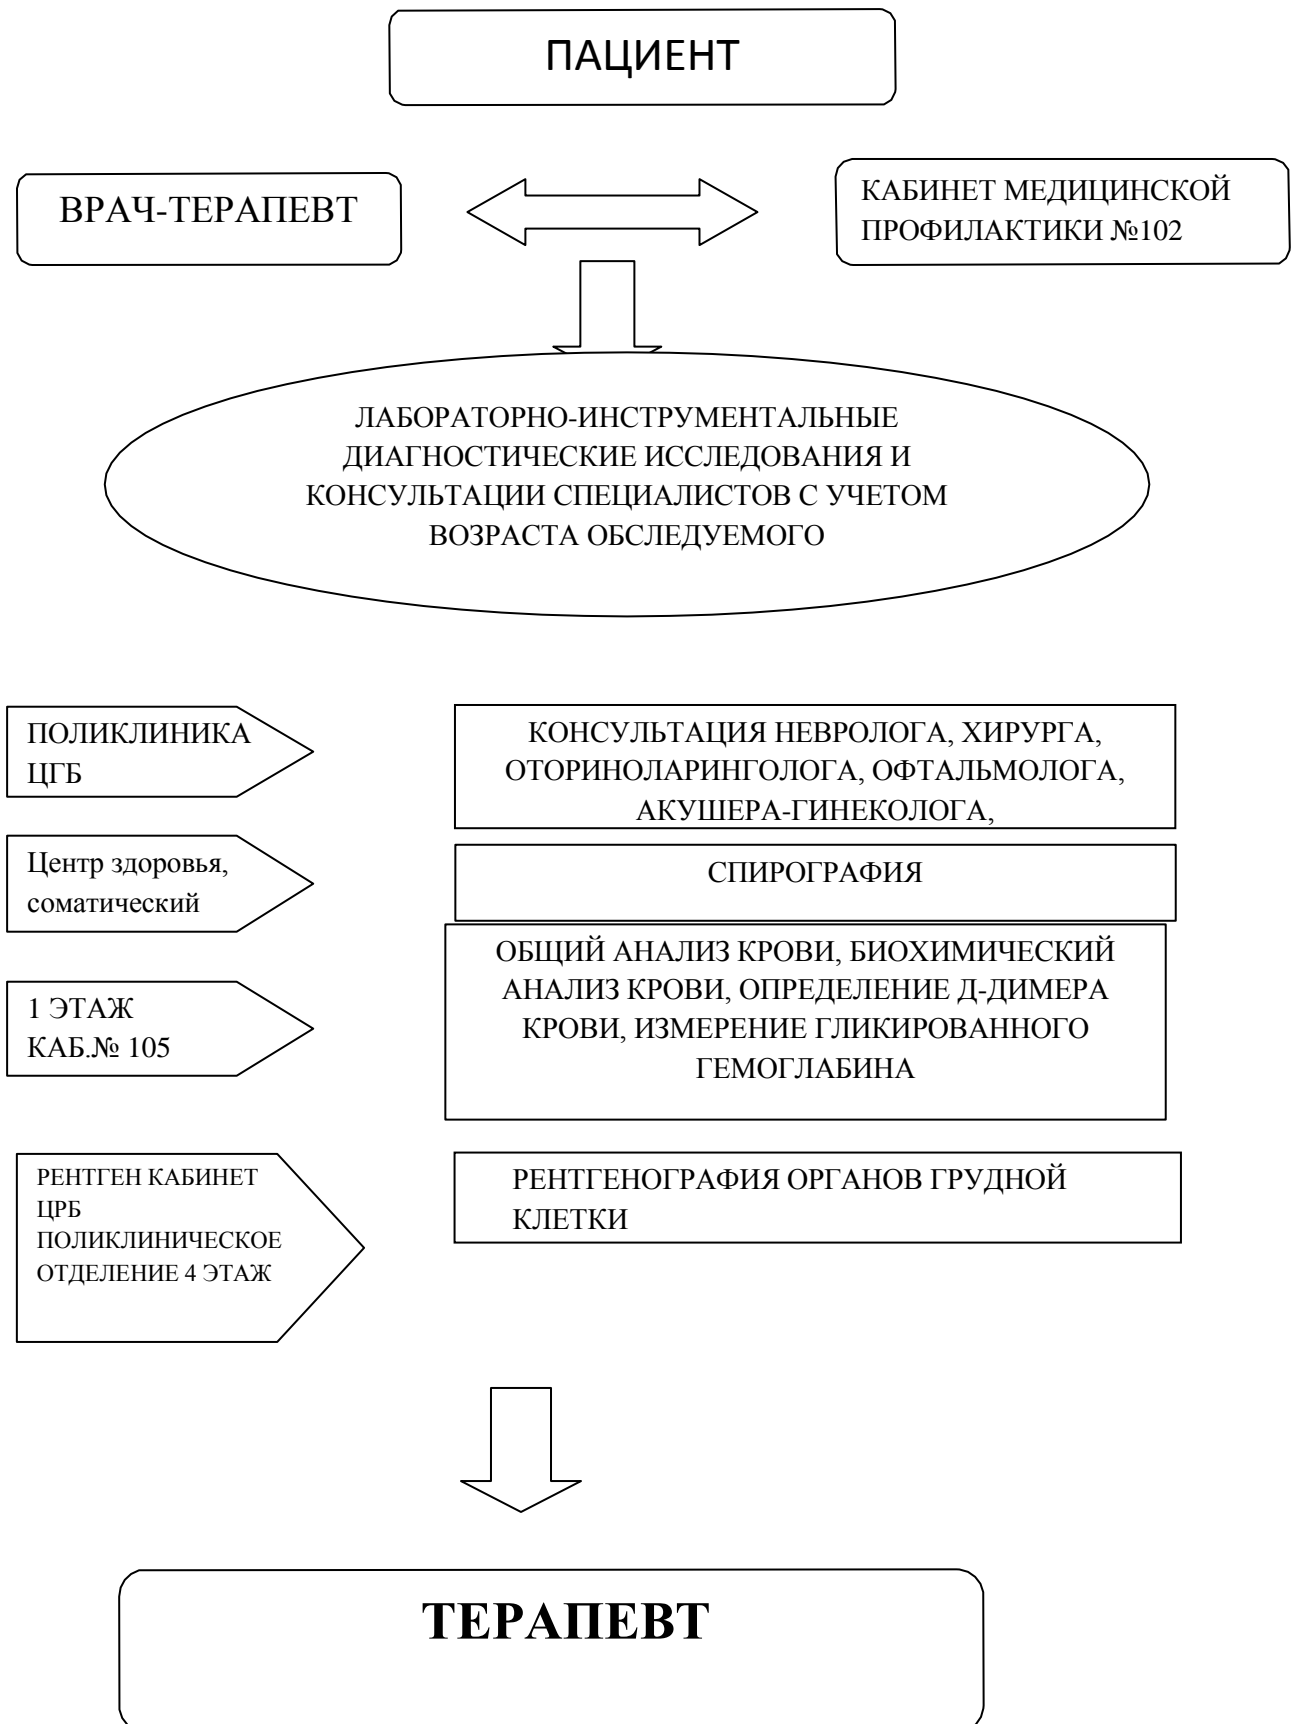 ПАЦИЕНТ
ВРАЧ-ТЕРАПЕВТ
КАБИНЕТ МЕДИЦИНСКОЙ
ПРОФИЛАКТИКИ №102
ЛАБОРАТОРНО-ИНСТРУМЕНТАЛЬНЫЕ
ДИАГНОСТИЧЕСКИЕ ИССЛЕДОВАНИЯ И
КОНСУЛЬТАЦИИ СПЕЦИАЛИСТОВ С УЧЕТОМ
ВОЗРАСТА ОБСЛЕДУЕМОГО
ПОЛИКЛИНИКА
ЦГБ
КОНСУЛЬТАЦИЯ НЕВРОЛОГА, ХИРУРГА,
ОТОРИНОЛАРИНГОЛОГА, ОФТАЛЬМОЛОГА,
АКУШЕРА-ГИНЕКОЛОГА,
Центр здоровья,
соматический
СПИРОГРАФИЯ
1 ЭТАЖ
КАБ.№ 105
ОБЩИЙ АНАЛИЗ КРОВИ, БИОХИМИЧЕСКИЙ
АНАЛИЗ КРОВИ, ОПРЕДЕЛЕНИЕ Д-ДИМЕРА
КРОВИ, ИЗМЕРЕНИЕ ГЛИКИРОВАННОГО
ГЕМОГЛАБИНА
РЕНТГЕН КАБИНЕТ
ЦРБ
ПОЛИКЛИНИЧЕСКОЕ
ОТДЕЛЕНИЕ 4 ЭТАЖ
РЕНТГЕНОГРАФИЯ ОРГАНОВ ГРУДНОЙ
КЛЕТКИ
ТЕРАПЕВТ